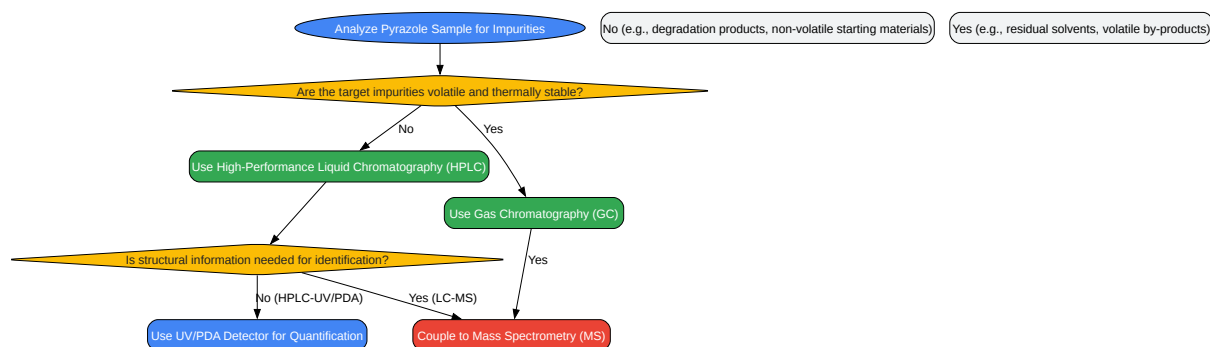 Analyze Pyrazole Sample for Impurities
No (e.g., degradation products, non-volatile starting materials)
Yes (e.g., residual solvents, volatile by-products)
Are the target impurities volatile and thermally stable?
No
Yes
Use High-Performance Liquid Chromatography (HPLC)
Use Gas Chromatography (GC)
Is structural information needed for identification?
Yes
No (HPLC-UV/PDA)
Yes (LC-MS)
Use UV/PDA Detector for Quantification
Couple to Mass Spectrometry (MS)